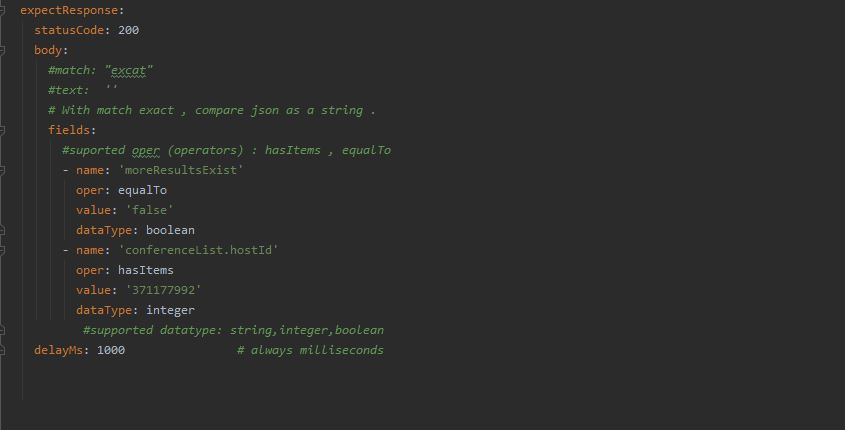 expectResponse:
statusCode: 200
body:
#match: "excat"
#text:  ''
# With match exact , compare json as a string .
fields:
#suported oper (operators) : hasItems , equalTo
- name: 'moreResultsExist'
oper: equalTo
value: 'false'
dataType: boolean
- name: 'conferenceList.hostId'
oper: hasItems
value: '371177992'
dataType: integer
#supported datatype: string,integer,boolean
delayMs: 1000                # always milliseconds